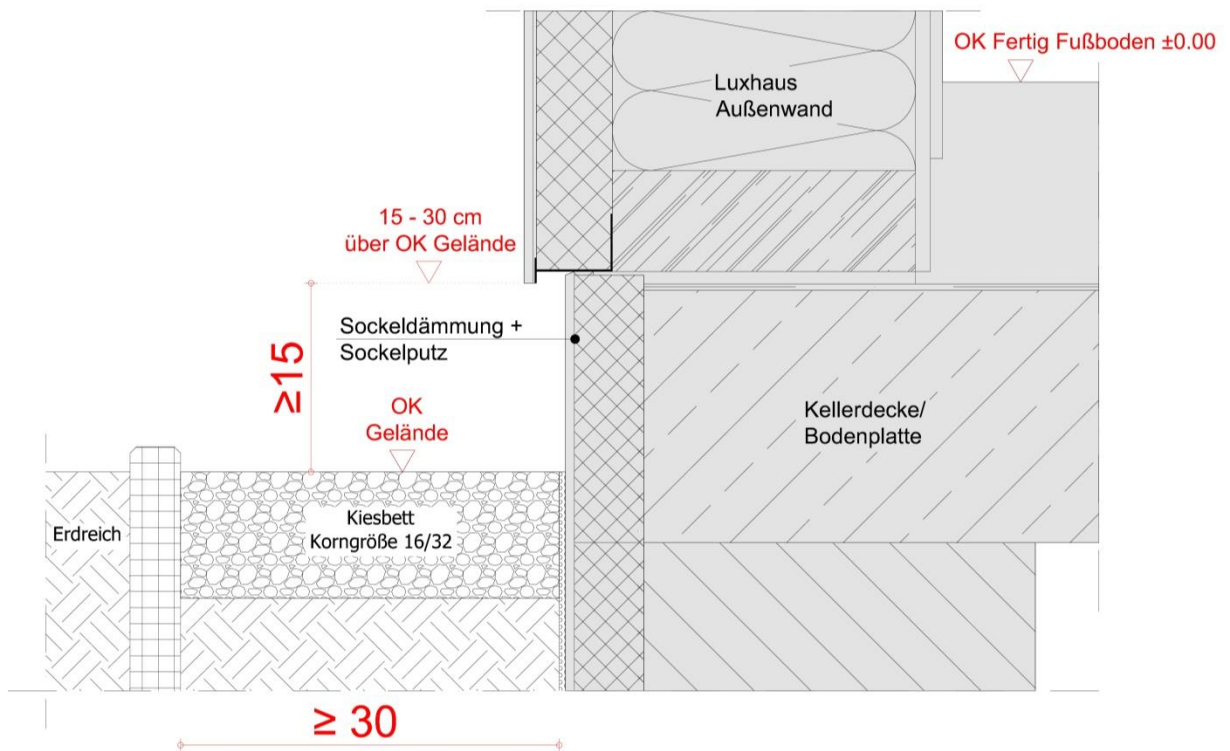 OK Fertig Fußboden ±0.00
Luxhaus
Außenwand
15 - 30 cm
über OK Gelände
Sockeldämmung +
Sockelputz
≥15
OK
Gelände
Kellerdecke/
Bodenplatte
Erdreich
Kiesbett
Korngröße 16/32
≥ 30